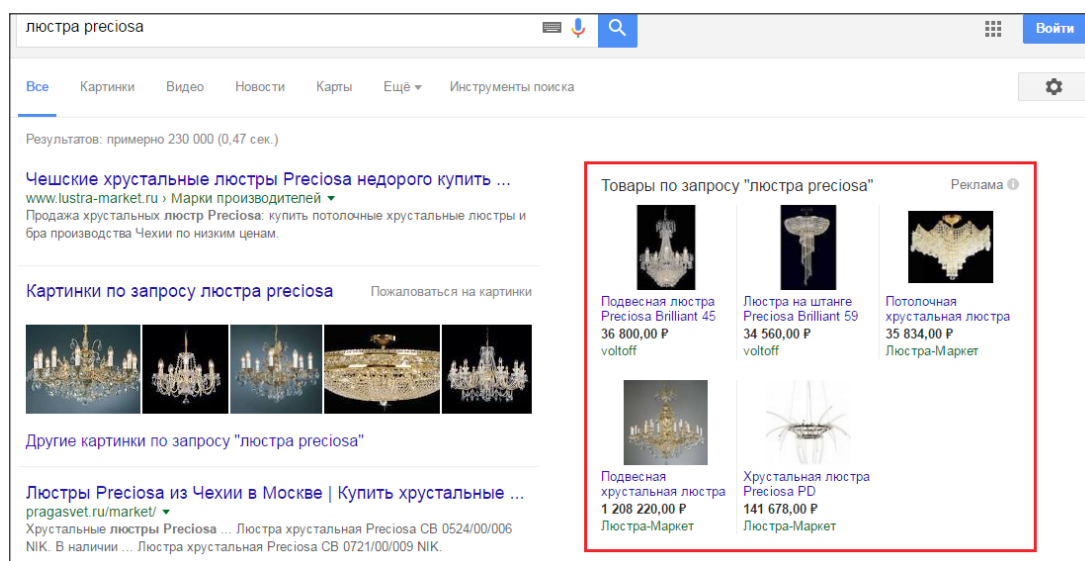 люстра preciosa
Войти
Все Картинки Видео Новости Карты Ещё Инструменты поиска
Результатов: примерно 230 000 (0,47 сек.)
Чешские хрустальные люстры Preciosa недорого купить ...
www.lustra-market.ru › Марки производителей
Продажа хрустальных люстр Preciosa: купить потолочные хрустальные люстры и
бра производства Чехии по низким ценам.
Картинки по запросу люстра preciosa Пожаловаться на картинки
Другие картинки по запросу "люстра preciosa"
Люстры Preciosa из Чехии в Москве | Купить хрустальные ...
pragasvet.ru/market/
Хрустальные люстры Preciosa ... Люстра хрустальная Preciosa CB 0524/00/006
NIK. В наличии ... Люстра хрустальная Preciosa CB 0721/00/009 NIK.
Товары по запросу "люстра preciosa" Реклама
Подвесная люстра
Preciosa Brilliant 45
36 800,00 ₽
voltoff
Люстра на штанге
Preciosa Brilliant 59
34 560,00 ₽
voltoff
Потолочная
хрустальная люстра
35 834,00 ₽
Люстра-Маркет
Подвесная
хрустальная люстра
1 208 220,00 ₽
Люстра-Маркет
Хрустальная люстра
Preciosa PD
141 678,00 ₽
Люстра-Маркет